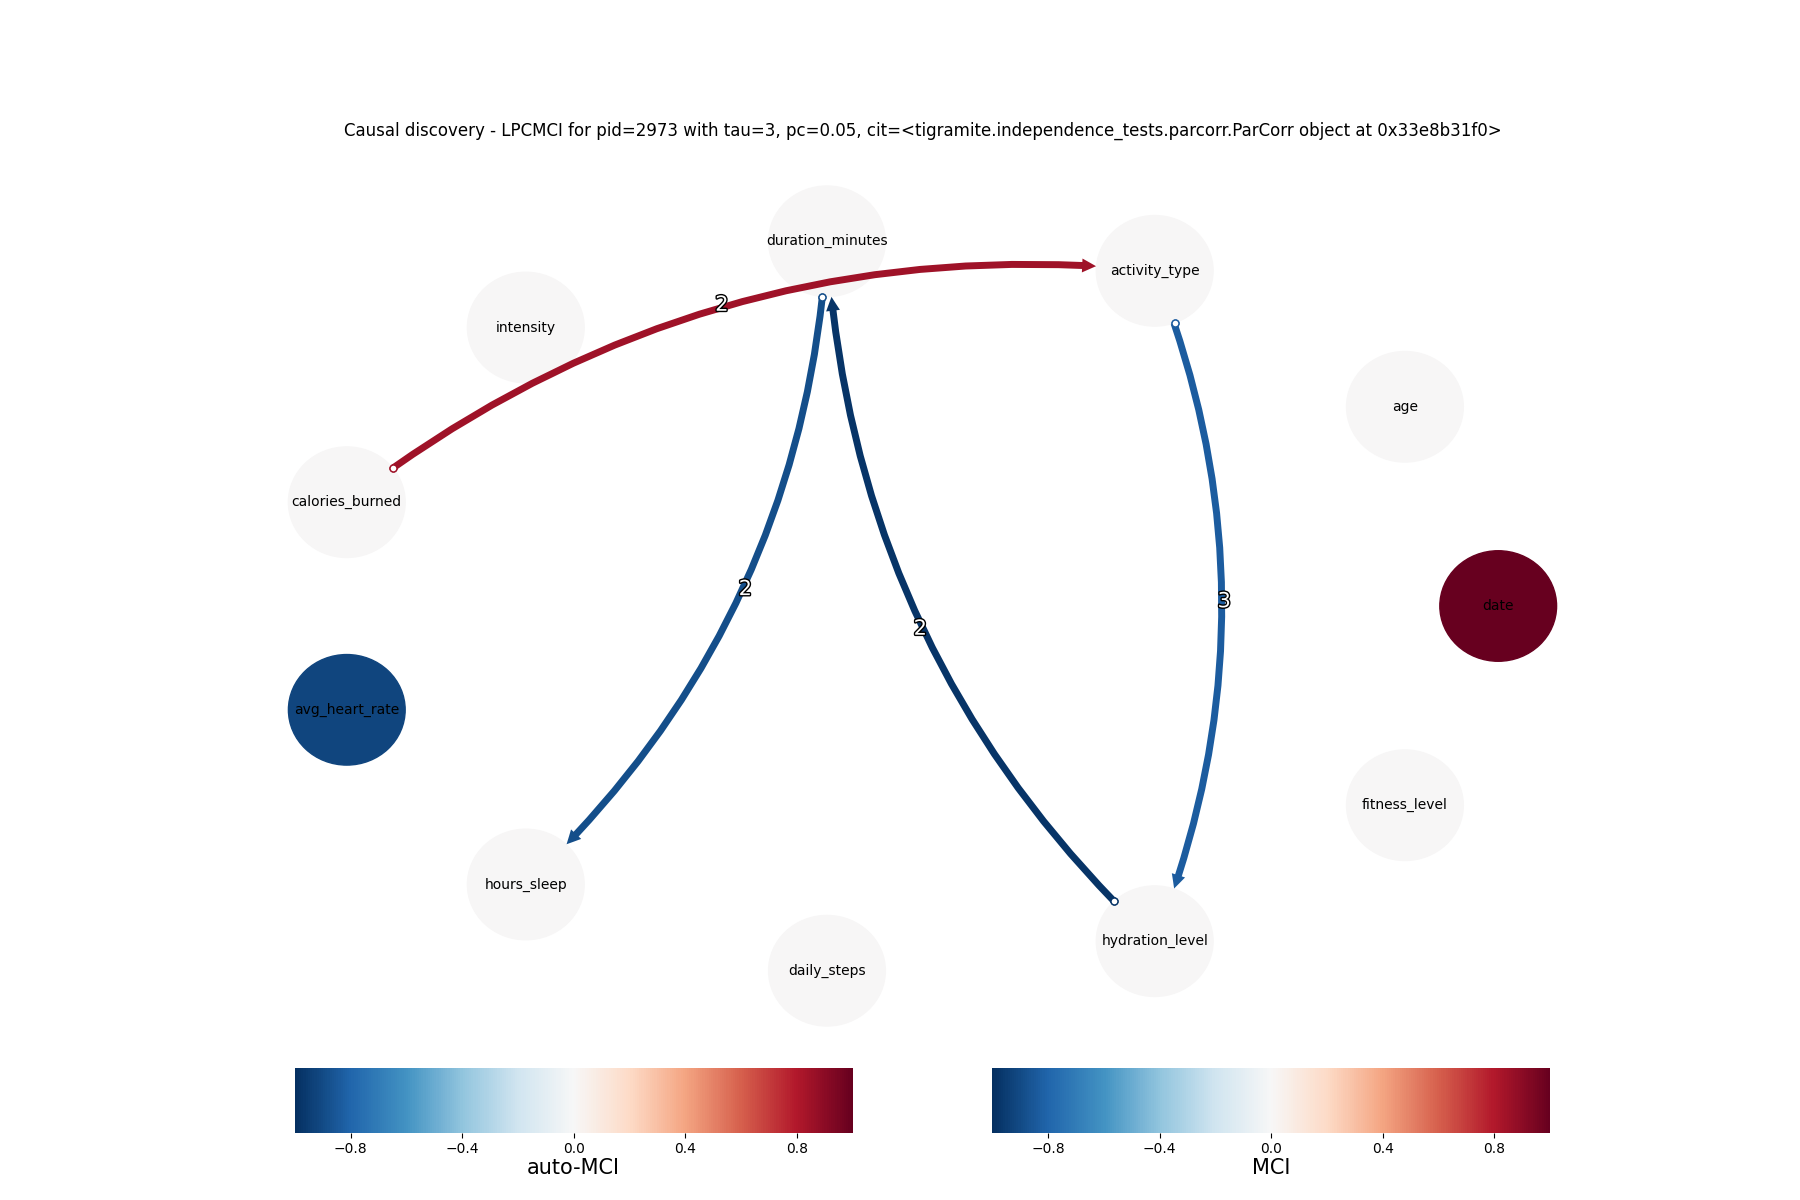 Causal discovery - LPCMCI for pid=2973 with tau=3, pc=0.05, cit=<tigramite.independence_tests.parcorr.ParCorr object at 0x33e8b31f0>
duration_minutes
activity_type
2
intensity
age
calories_burned
2
3
date
2
avg_heart_rate
fitness_level
hours_sleep
hydration_level
daily_steps
−0.8 −0.4 0.0 0.4 0.8
auto-MCI
−0.8 −0.4 0.0 0.4 0.8
MCI